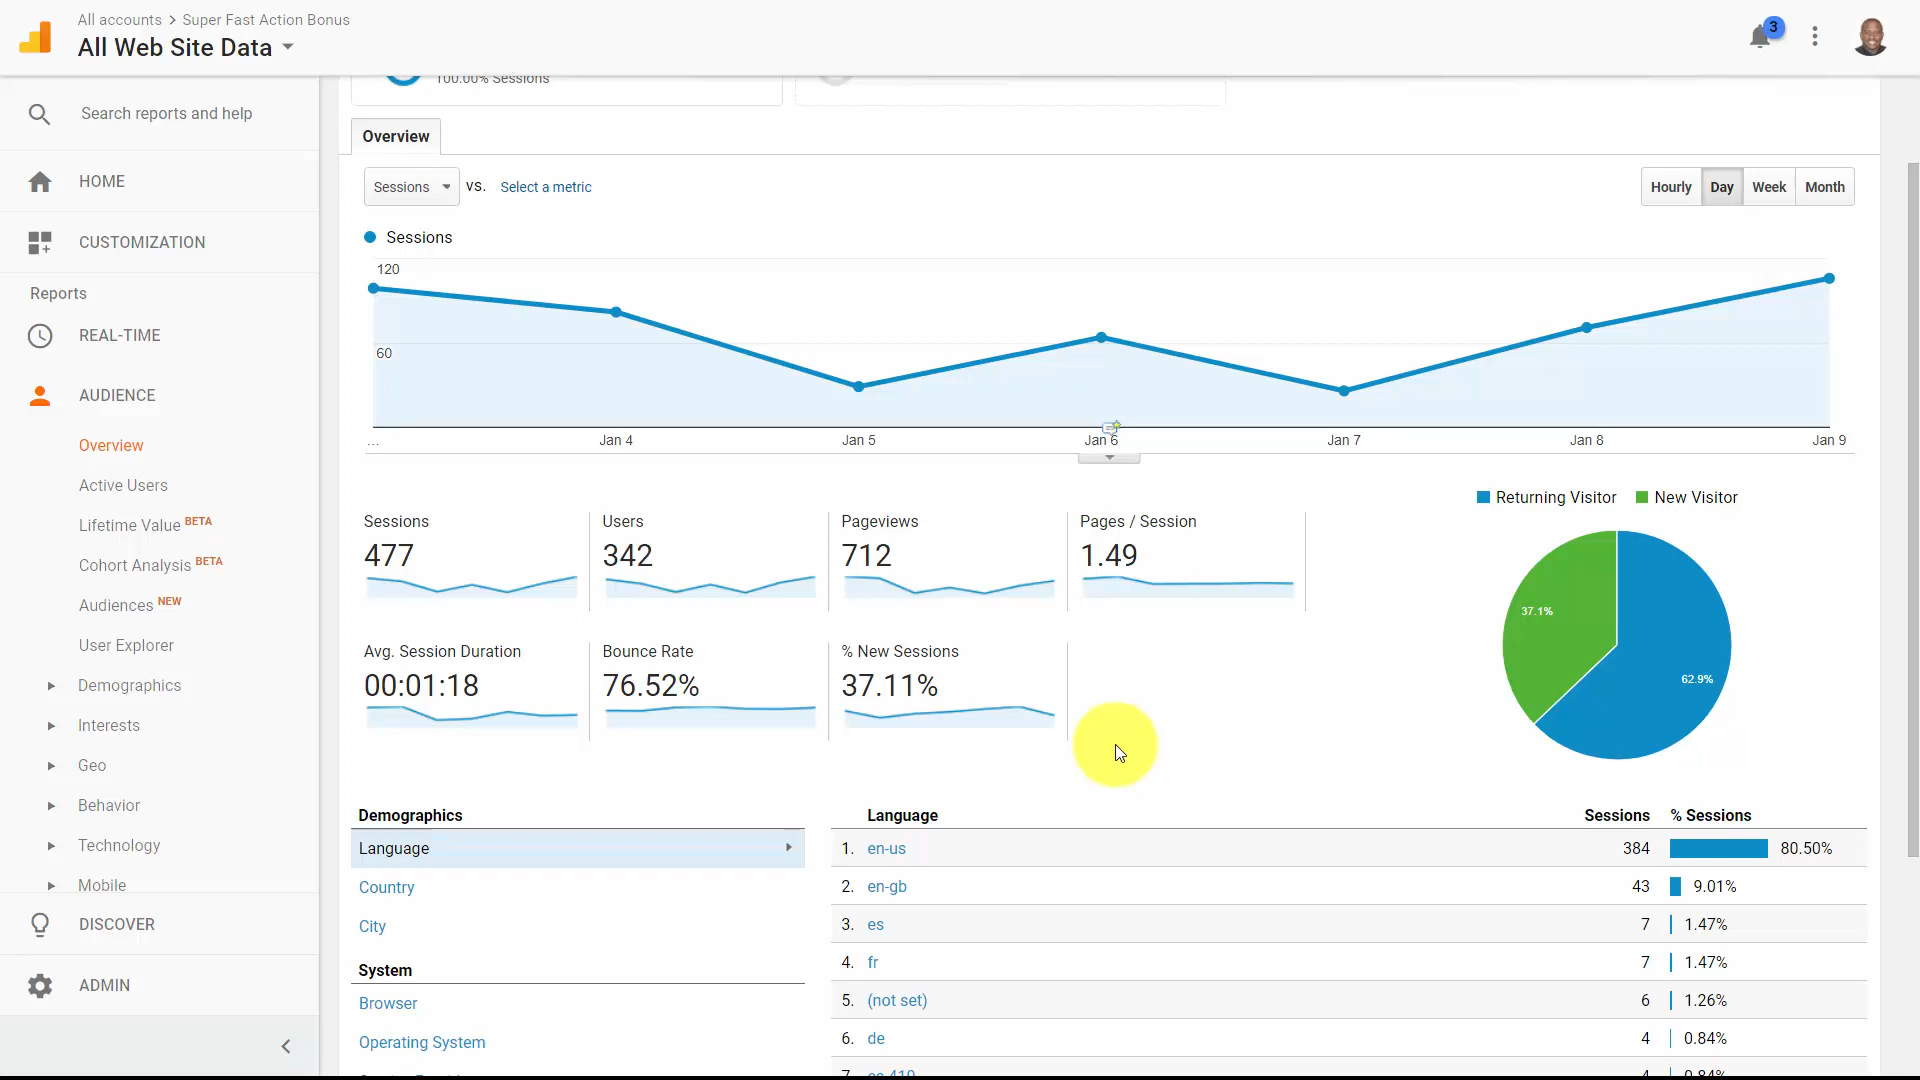 All accounts > Super Fast Action Bonus
All Web Site Data
3
Search reports and help
HOME
CUSTOMIZATION
Reports
REAL-TIME
AUDIENCE
Overview
Active Users
Lifetime Value BETA
Cohort Analysis BETA
Audiences NEW
User Explorer
Demographics
Interests
Geo
Behavior
Technology
Mobile
DISCOVER
ADMIN
100.00% Sessions
Overview
Sessions VS. Select a metric
Hourly Day Week Month
Sessions
120
60
... Jan 4 Jan 5 Jan 6 Jan 7 Jan 8 Jan 9
Returning Visitor New Visitor
Sessions Users Pageviews Pages / Session
477 342 712 1.49
37.1%
62.9%
Avg. Session Duration Bounce Rate % New Sessions
00:01:18 76.52% 37.11%
Demographics
Language
Country
City
System
Browser
Operating System
Language Sessions % Sessions
1. en-us 384 80.50%
2. en-gb 43 9.01%
3. es 7 1.47%
4. fr 7 1.47%
5. (not set) 6 1.26%
6. de 4 0.84%
7. es-419 4 0.84%